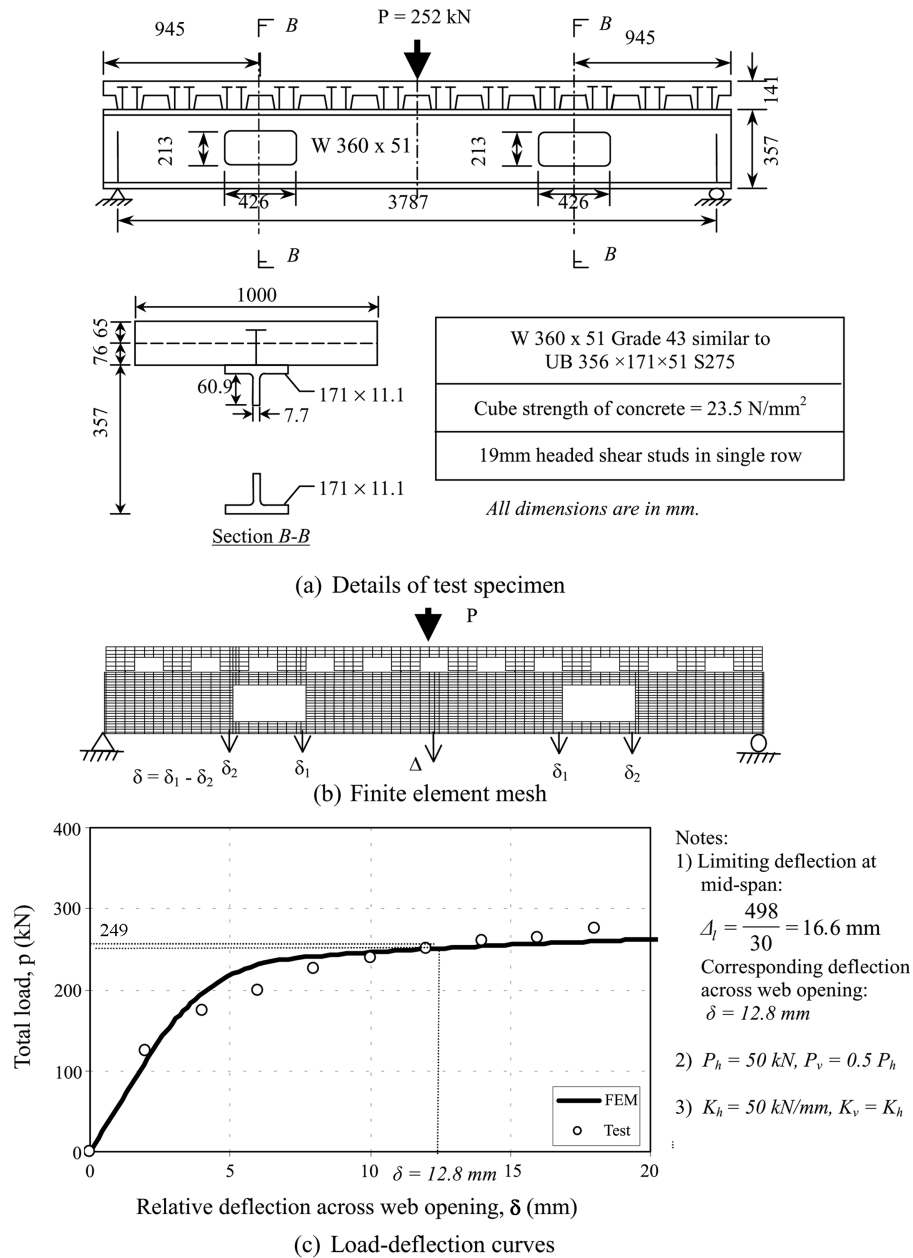 P = 252 kN
B
B
945
945
141
213
W 360 x 51
213
357
426
3787
426
B
B
1000
76 65
60.9
171 × 11.1
7.7
357
171 × 11.1
Section B-B
W 360 x 51 Grade 43 similar to
UB 356 ×171×51 S275
Cube strength of concrete = 23.5 N/mm²
19mm headed shear studs in single row
All dimensions are in mm.
(a) Details of test specimen
P
δ = δ₁ - δ₂
δ₂
δ₁
Δ
δ₁
δ₂
(b) Finite element mesh
Total load, p (kN)
400
300
249
200
100
0
0
5
10
15
20
δ = 12.8 mm
FEM
Test
Relative deflection across web opening, δ (mm)
Notes:
1) Limiting deflection at
mid-span:
Δₗ = 498/30 = 16.6 mm
Corresponding deflection
across web opening:
δ = 12.8 mm
2) Pₕ = 50 kN, Pᵥ = 0.5 Pₕ
3) Kₕ = 50 kN/mm, Kᵥ = Kₕ
(c) Load-deflection curves